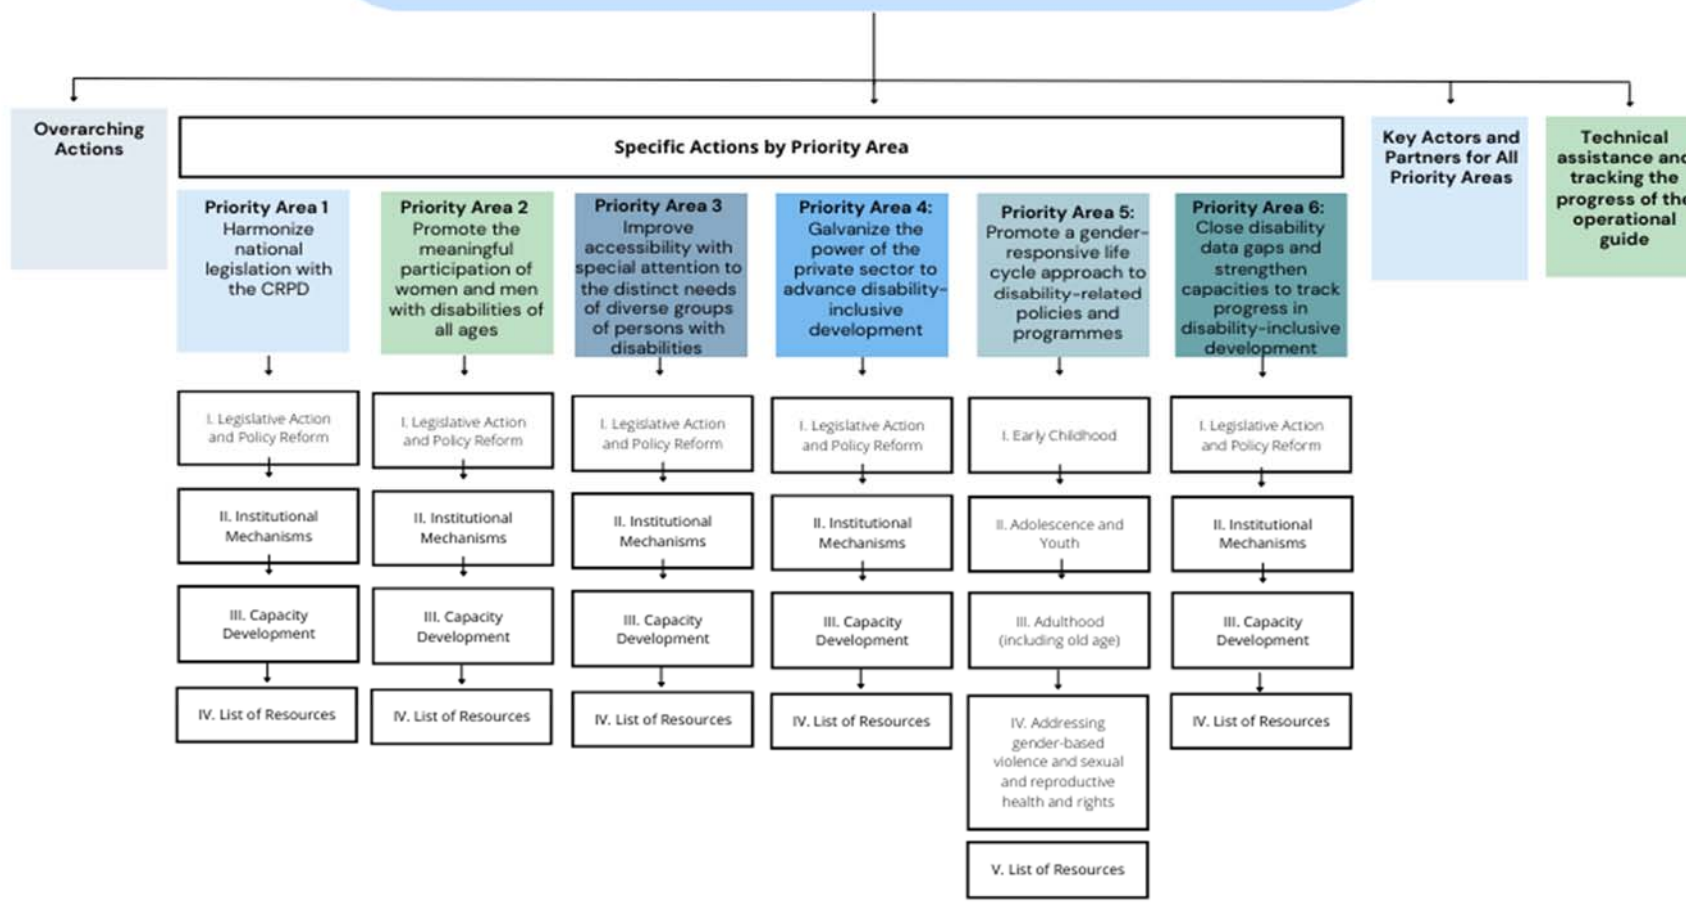 Overarching
Actions
Specific Actions by Priority Area
Key Actors and
Partners for All
Priority Areas
Technical
assistance and
tracking the
progress of the
operational
guide
Priority Area 1
Harmonize
national
legislation with
the CRPD
Priority Area 2
Promote the
meaningful
participation of
women and men
with disabilities of
all ages
Priority Area 3
Improve
accessibility with
special attention to
the distinct needs
of diverse groups
of persons with
disabilities
Priority Area 4:
Galvanize the
power of the
private sector to
advance disability-
inclusive
development
Priority Area 5:
Promote a gender-
responsive life
cycle approach to
disability-related
policies and
programmes
Priority Area 6:
Close disability
data gaps and
strengthen
capacities to track
progress in
disability-inclusive
development
I. Legislative Action
and Policy Reform
II. Institutional
Mechanisms
III. Capacity
Development
IV. List of Resources
I. Legislative Action
and Policy Reform
II. Institutional
Mechanisms
III. Capacity
Development
IV. List of Resources
I. Legislative Action
and Policy Reform
II. Institutional
Mechanisms
III. Capacity
Development
IV. List of Resources
I. Legislative Action
and Policy Reform
II. Institutional
Mechanisms
III. Capacity
Development
IV. List of Resources
I. Early Childhood
II. Adolescence and
Youth
III. Adulthood
(including old age)
IV. Addressing
gender-based
violence and sexual
and reproductive
health and rights
V. List of Resources
I. Legislative Action
and Policy Reform
II. Institutional
Mechanisms
III. Capacity
Development
IV. List of Resources